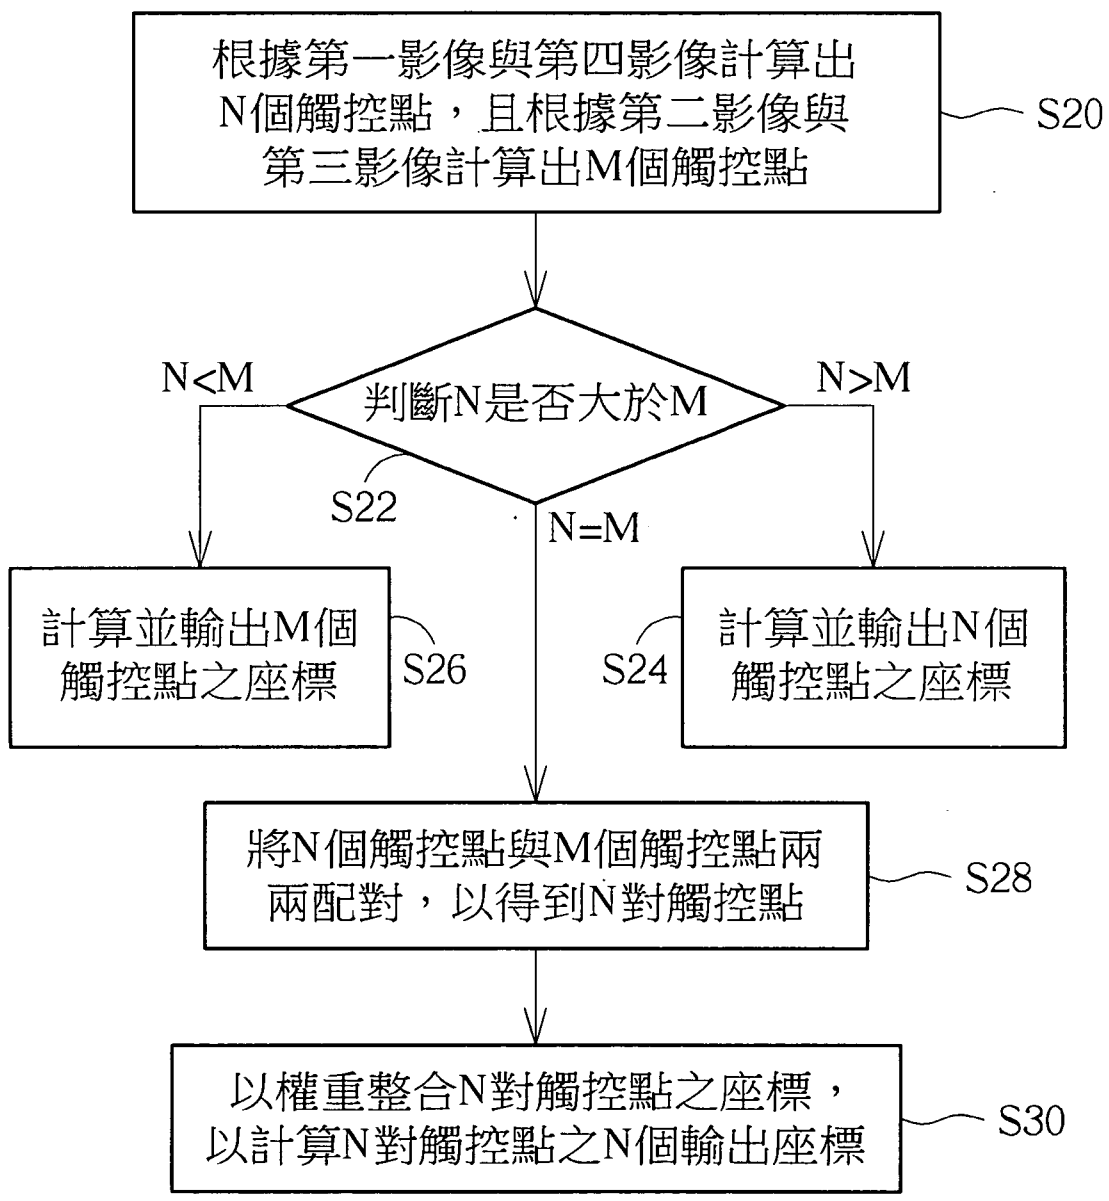 根據第一影像與第四影像計算出
N個觸控點，且根據第二影像與
第三影像計算出M個觸控點
S20
N<M
判斷N是否大於M
N>M
S22
N=M
計算並輸出M個
觸控點之座標
S26
S24
計算並輸出N個
觸控點之座標
將N個觸控點與M個觸控點兩
兩配對，以得到N對觸控點
S28
以權重整合N對觸控點之座標，
以計算N對觸控點之N個輸出座標
S30